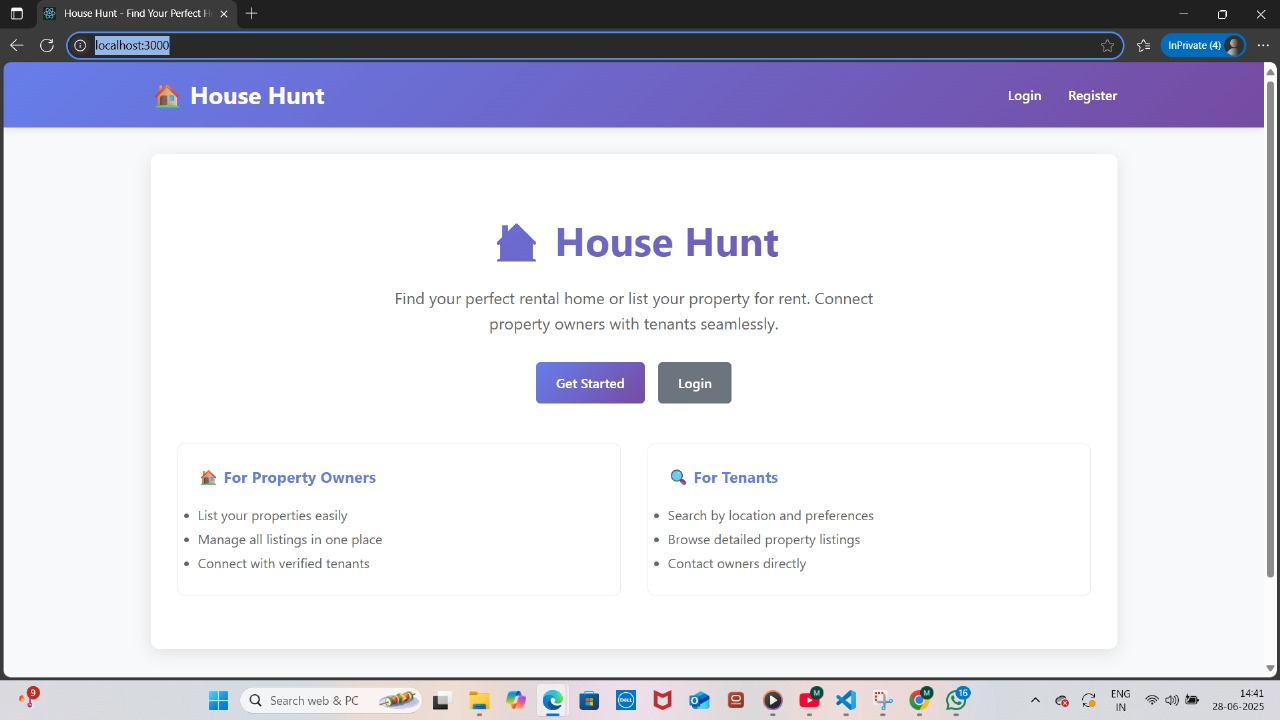 House Hunt - Find Your Perfect H
localhost:3000
InPrivate (4)
House Hunt
Login
Register
House Hunt
Find your perfect rental home or list your property for rent. Connect
property owners with tenants seamlessly.
Get Started
Login
For Property Owners
List your properties easily
Manage all listings in one place
Connect with verified tenants
For Tenants
Search by location and preferences
Browse detailed property listings
Contact owners directly
9
Search web & PC
DELL
M
M
16
ENG
IN
14:41
28-06-2025